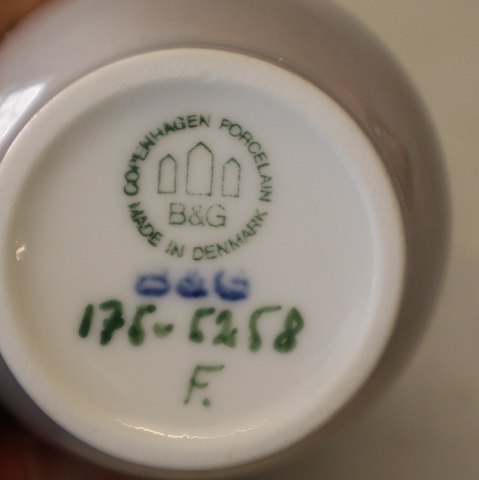 COPENHAGEN PORCELAIN
B&G
MADE IN DENMARK
B&G
175-5258
F.